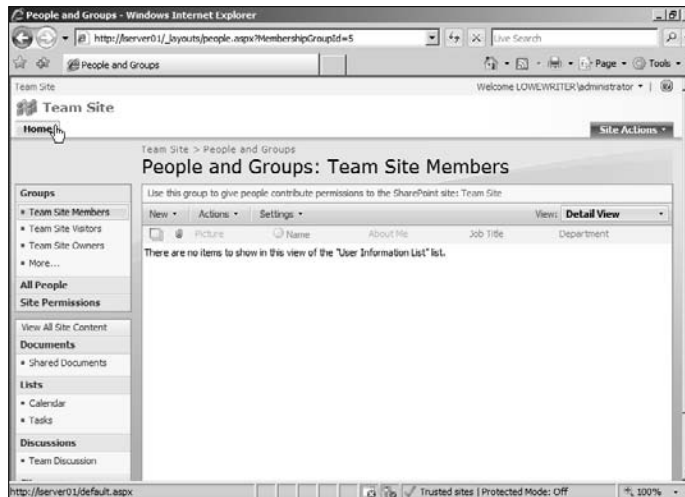 People and Groups - Windows Internet Explorer
http://lserver01/_layouts/people.aspx?MembershipGroupId=5
Live Search
People and Groups
Page
Tools
Team Site
Welcome LOWEWRITER\administrator
Team Site
Home
Site Actions
Team Site > People and Groups
People and Groups: Team Site Members
Groups
Team Site Members
Team Site Visitors
Team Site Owners
More...
All People
Site Permissions
View All Site Content
Documents
Shared Documents
Lists
Calendar
Tasks
Discussions
Team Discussion
Use this group to give people contribute permissions to the SharePoint site: Team Site
New Actions Settings View: Detail View
Picture Name About Me Job Title Department
There are no items to show in this view of the "User Information List" list.
http://lserver01/default.aspx
Trusted sites | Protected Mode: Off
100%